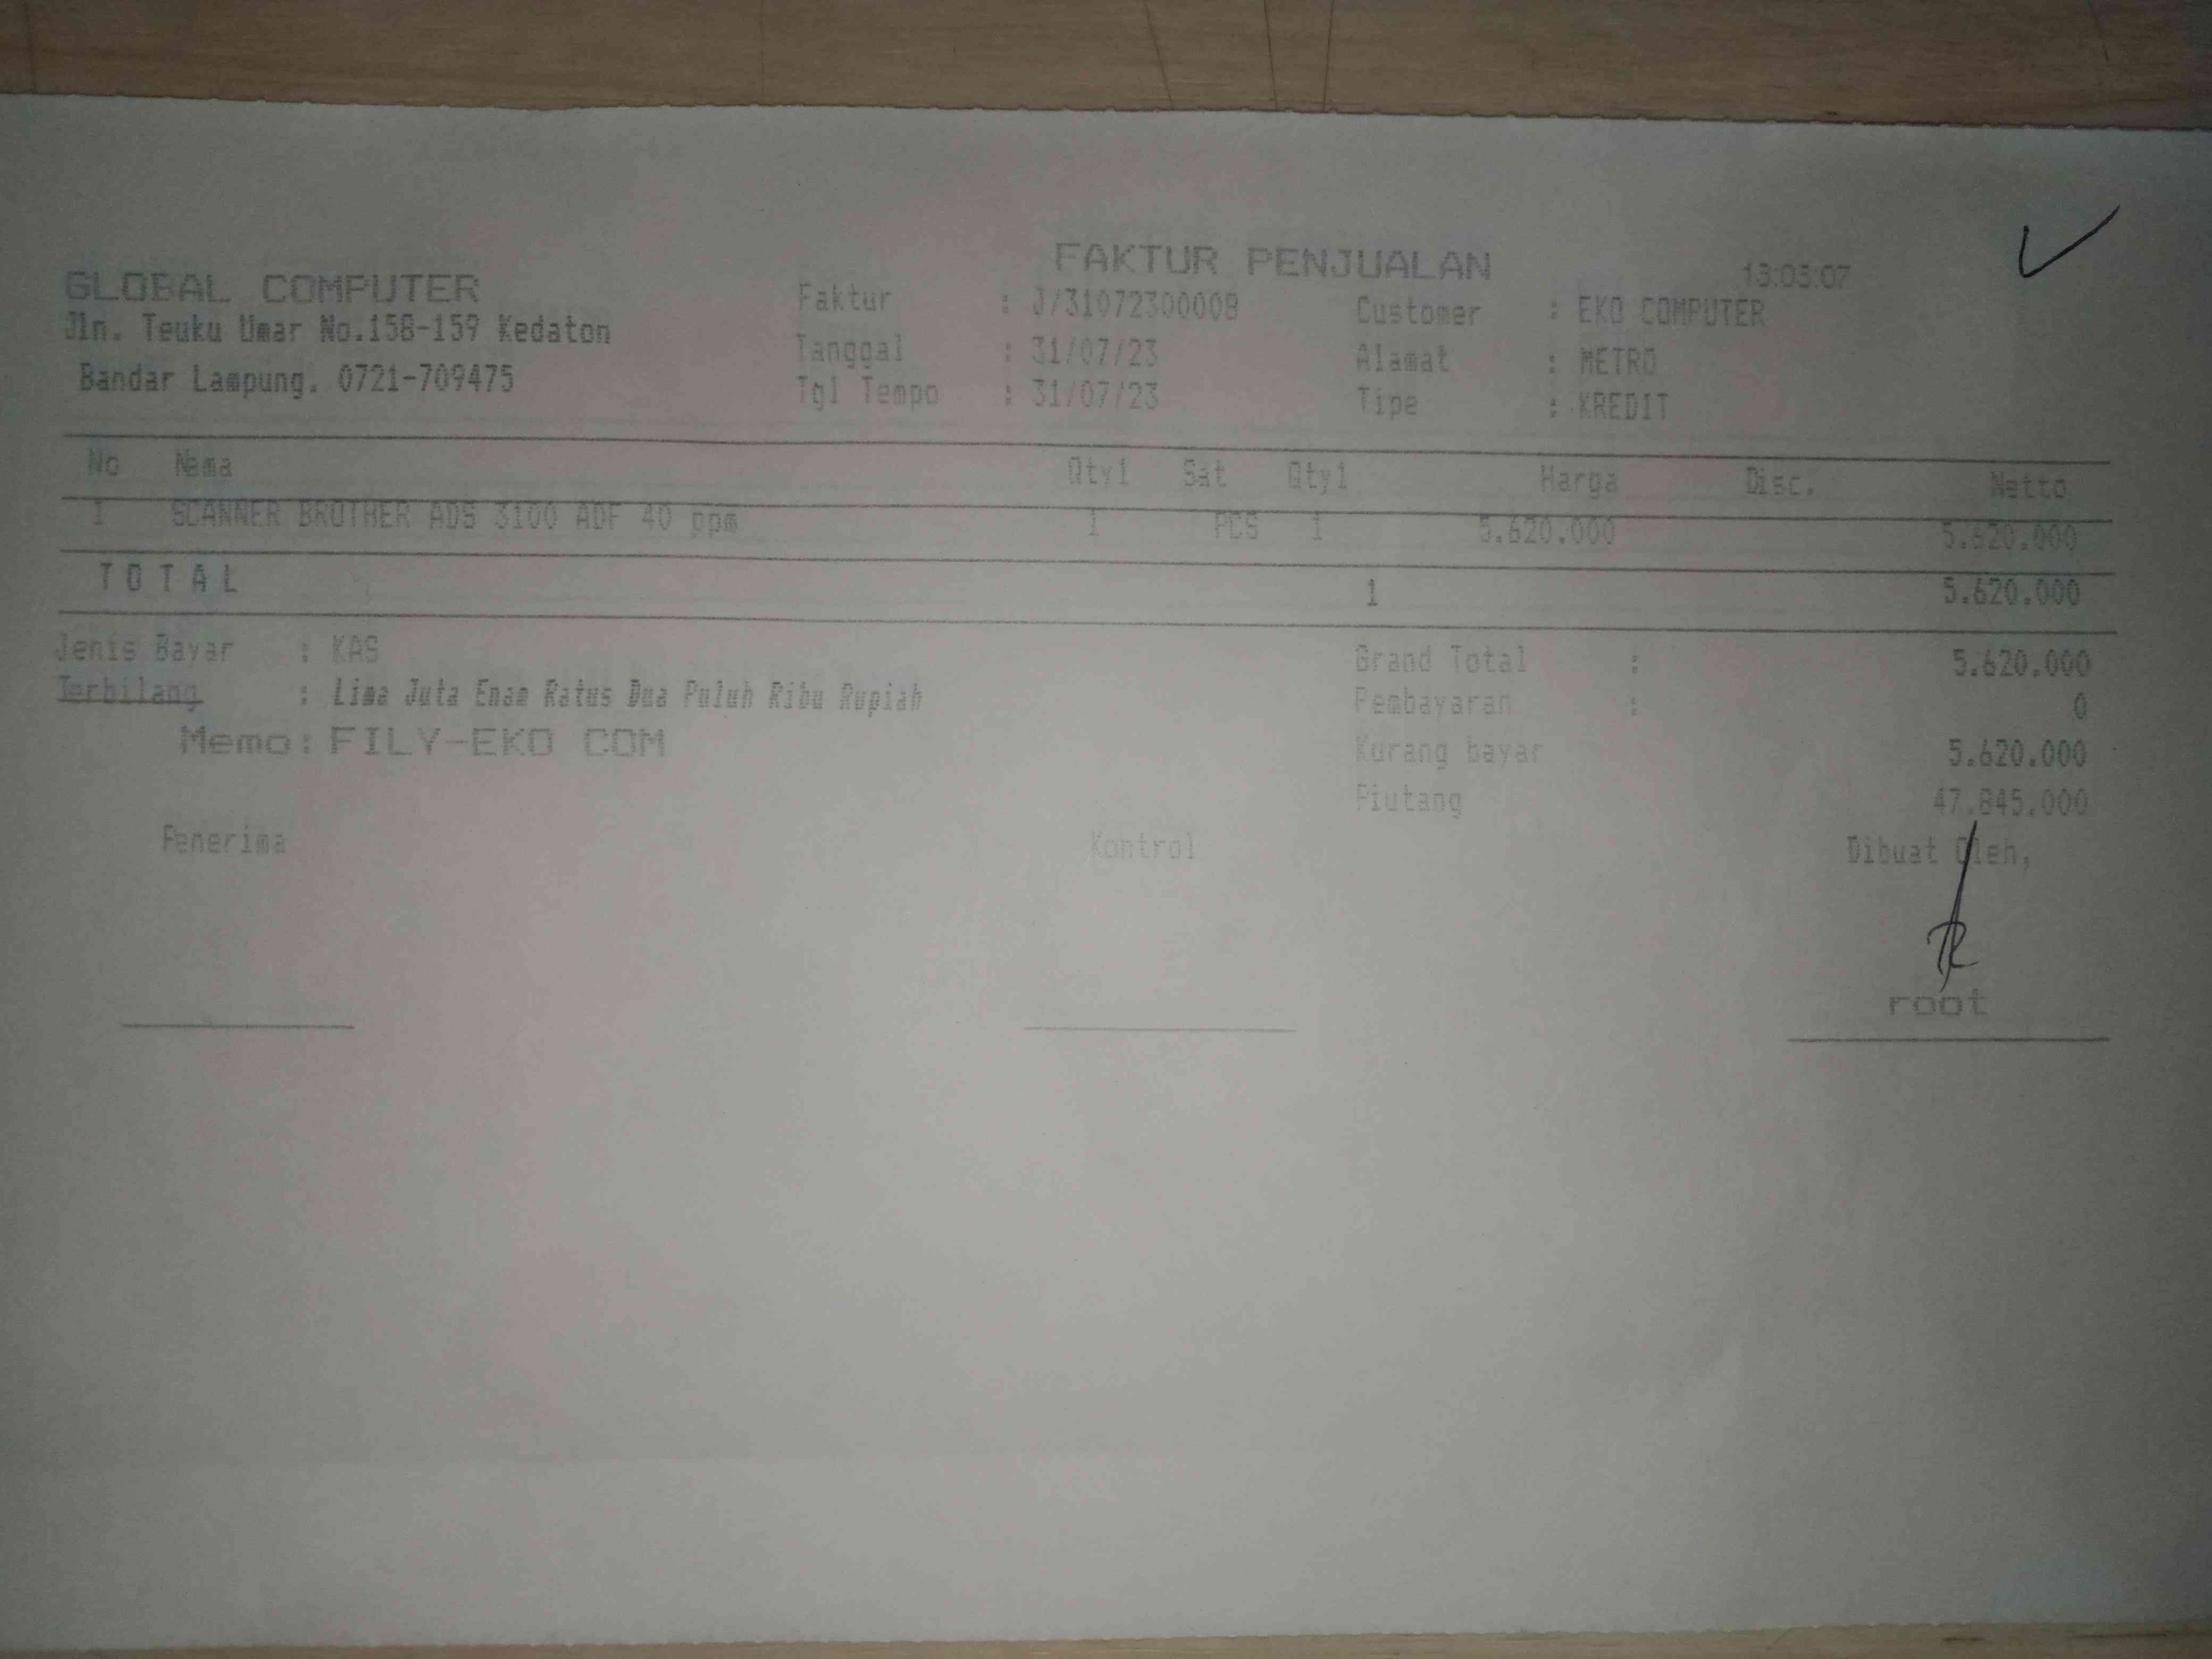 FAKTUR PENJUALAN
13:03:07
GLOBAL COMPUTER
Jln. Teuku Umar No.158-159 Kedaton
Bandar Lampung. 0721-709475
Faktur : J/31072300008
Tanggal : 31/07/23
Tgl Tempo : 31/07/23
Customer : EKO COMPUTER
Alamat : METRO
Tipe : KREDIT
No Nama Qty1 Sat Qty1 Harga Disc. Netto
1 SCANNER BROTHER ADS 3100 ADF 40 ppm 1 PCS 1 5.620.000 5.620.000
T O T A L 1 5.620.000
Jenis Bayar : KAS
Terbilang : Lima Juta Enam Ratus Dua Puluh Ribu Rupiah
Memo: FILY-EKO COM
Grand Total : 5.620.000
Pembayaran : 0
Kurang bayar 5.620.000
Piutang 47.845.000
Penerima Kontrol Dibuat Oleh,
root